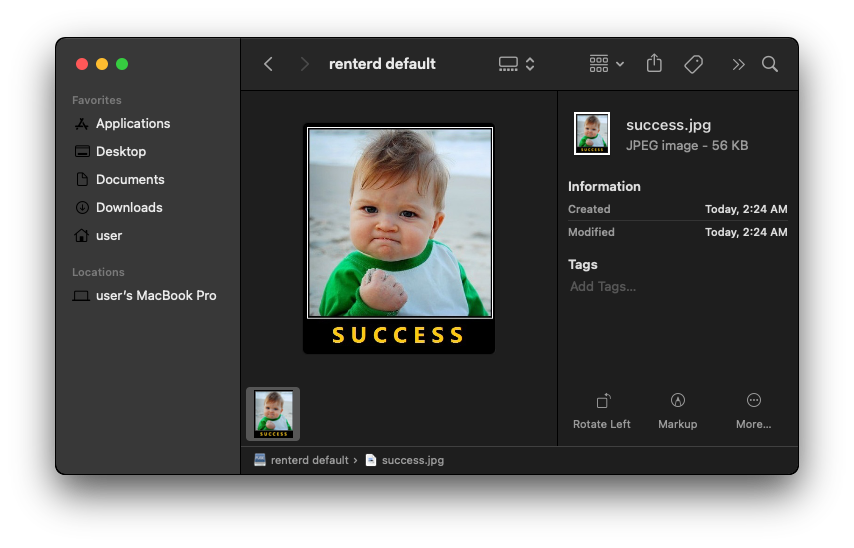 renterd default
Favorites
Applications
Desktop
Documents
Downloads
user
Locations
user's MacBook Pro
SUCCESS
success.jpg
JPEG image - 56 KB
Information
Created Today, 2:24 AM
Modified Today, 2:24 AM
Tags
Add Tags...
SUCCESS
SUCCESS
Rotate Left Markup More...
renterd default › success.jpg